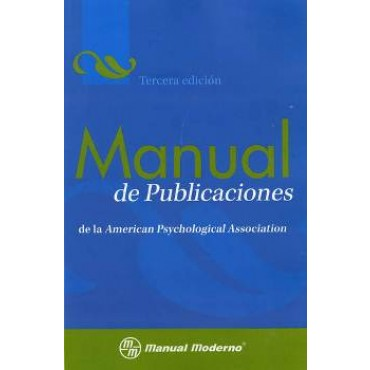 Tercera edición
Manual
de Publicaciones
de la American Psychological Association
mm
Manual Moderno®